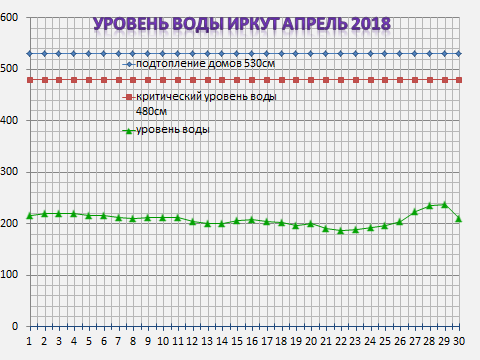 УРОВЕНЬ ВОДЫ ИРКУТ АПРЕЛЬ 2018
600
500
400
300
200
100
0
подтопление домов 530см
критический уровень воды
480см
уровень воды
1 2 3 4 5 6 7 8 9 10 11 12 13 14 15 16 17 18 19 20 21 22 23 24 25 26 27 28 29 30